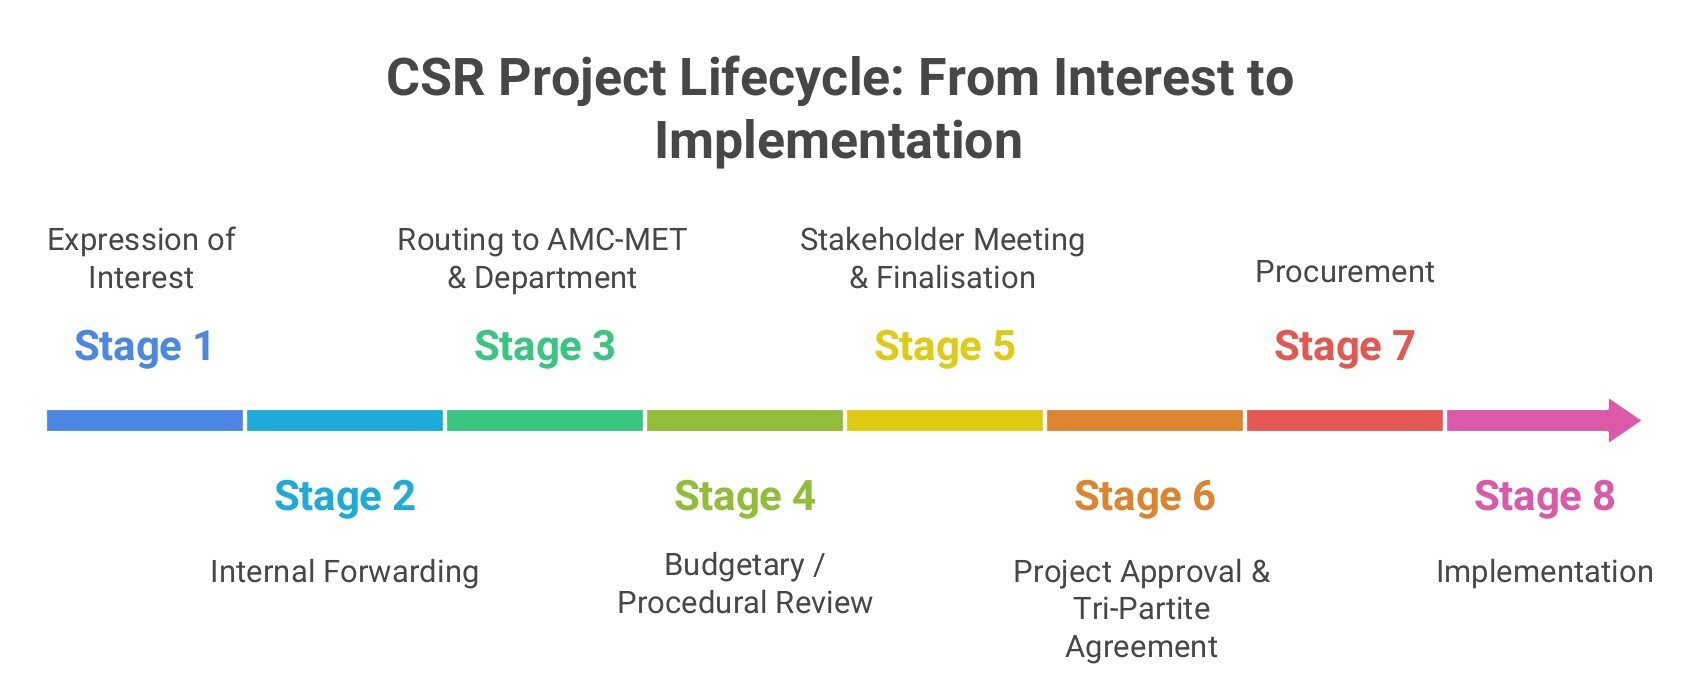 CSR Project Lifecycle: From Interest to
Implementation
Expression of
Interest
Stage 1
Stage 2
Internal Forwarding
Routing to AMC-MET
& Department
Stage 3
Stage 4
Budgetary /
Procedural Review
Stakeholder Meeting
& Finalisation
Stage 5
Stage 6
Project Approval &
Tri-Partite
Agreement
Procurement
Stage 7
Stage 8
Implementation